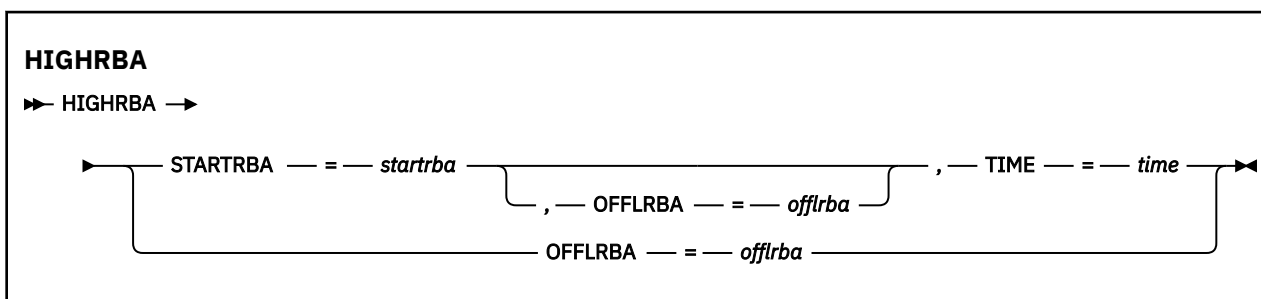 HIGHRBA
HIGHRBA
STARTRBA = startrba , TIME = time
, OFFLRBA = offlrba
OFFLRBA = offlrba